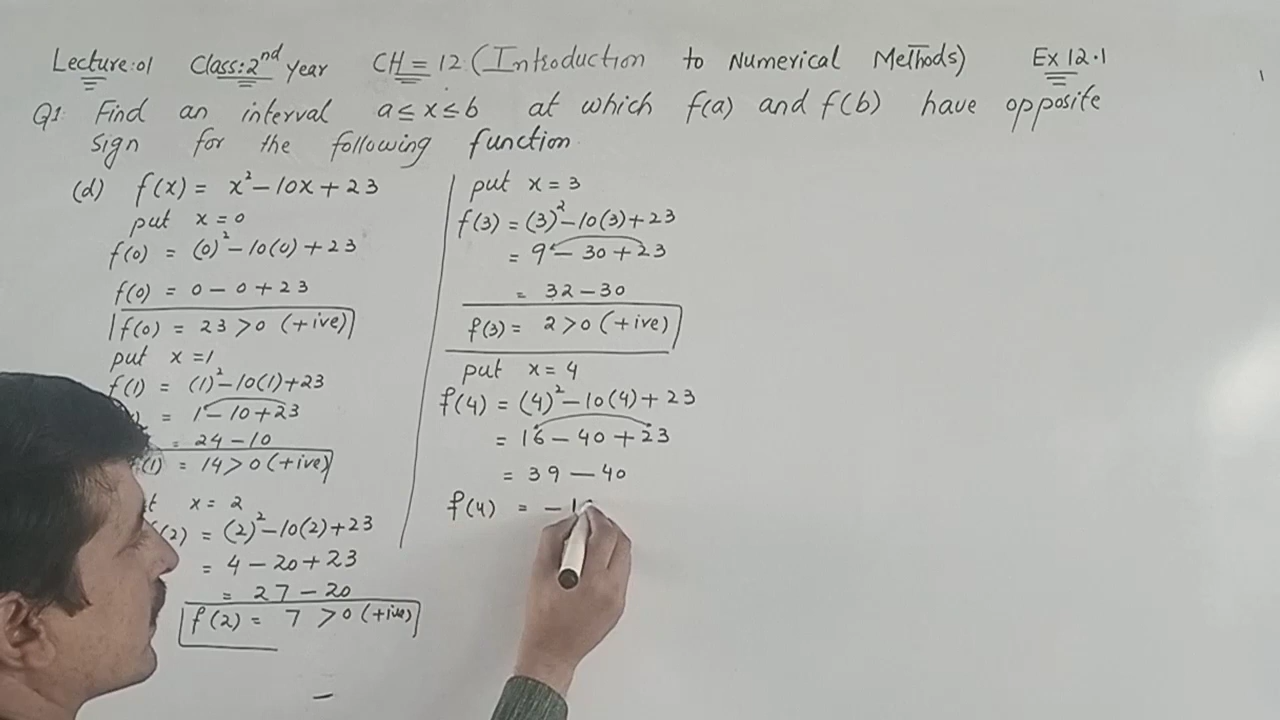 Lecture:01 Class:2nd year CH = 12 (Introduction to Numerical Methods) Ex 12.1
Q1. Find an interval a ≤ x ≤ b at which f(a) and f(b) have opposite
sign for the following function
(d) f(x) = x² - 10x + 23
put x = 0
f(0) = (0)² - 10(0) + 23
f(0) = 0 - 0 + 23
f(0) = 23 > 0 (+ive)
put x = 1
f(1) = (1)² - 10(1) + 23
= 1 - 10 + 23
= 24 - 10
(1) = 14 > 0 (+ive)
x = 2
(2) = (2)² - 10(2) + 23
= 4 - 20 + 23
= 27 - 20
f(2) = 7 > 0 (+ive)
put x = 3
f(3) = (3)² - 10(3) + 23
= 9 - 30 + 23
= 32 - 30
f(3) = 2 > 0 (+ive)
put x = 4
f(4) = (4)² - 10(4) + 23
= 16 - 40 + 23
= 39 - 40
f(4) = - 1